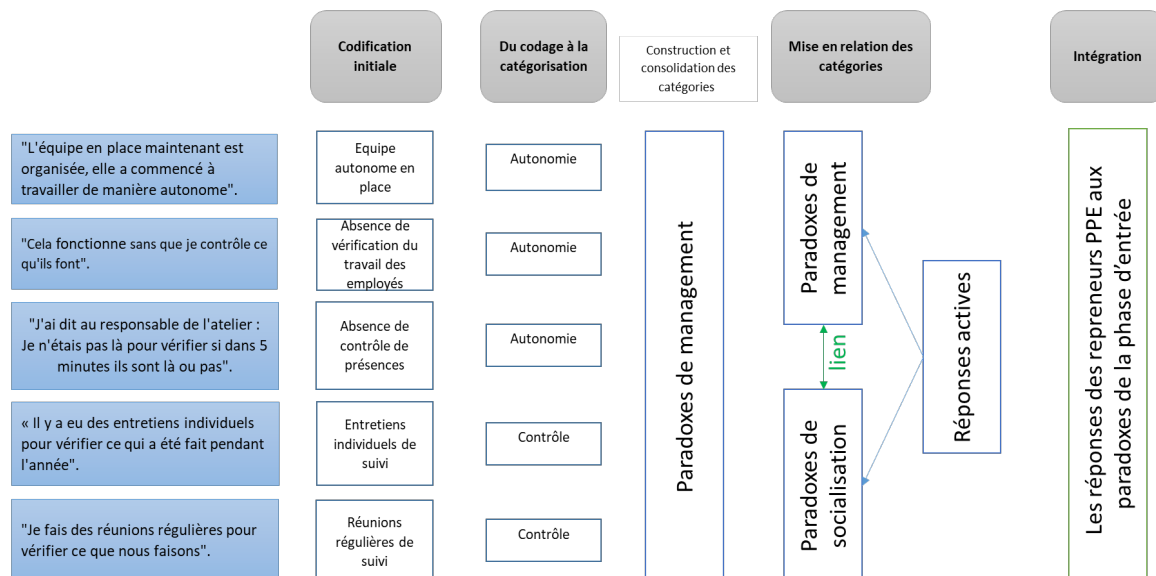 Codification
initiale
Du codage à la
catégorisation
Construction et
consolidation des
catégories
Mise en relation des
catégories
Intégration
"L'équipe en place maintenant est
organisée, elle a commencé à
travailler de manière autonome".
Equipe
autonome en
place
Autonomie
"Cela fonctionne sans que je contrôle ce
qu'ils font".
Absence de
vérification du
travail des
employés
Autonomie
"J'ai dit au responsable de l'atelier :
Je n'étais pas là pour vérifier si dans 5
minutes ils sont là ou pas".
Absence de
contrôle de
présences
Autonomie
« Il y a eu des entretiens individuels
pour vérifier ce qui a été fait pendant
l'année".
Entretiens
individuels de
suivi
Contrôle
"Je fais des réunions régulières pour
vérifier ce que nous faisons".
Réunions
régulières de
suivi
Contrôle
Paradoxes de management
Paradoxes de
management
lien
Paradoxes de
socialisation
Réponses actives
Les réponses des repreneurs PPE aux
paradoxes de la phase d'entrée